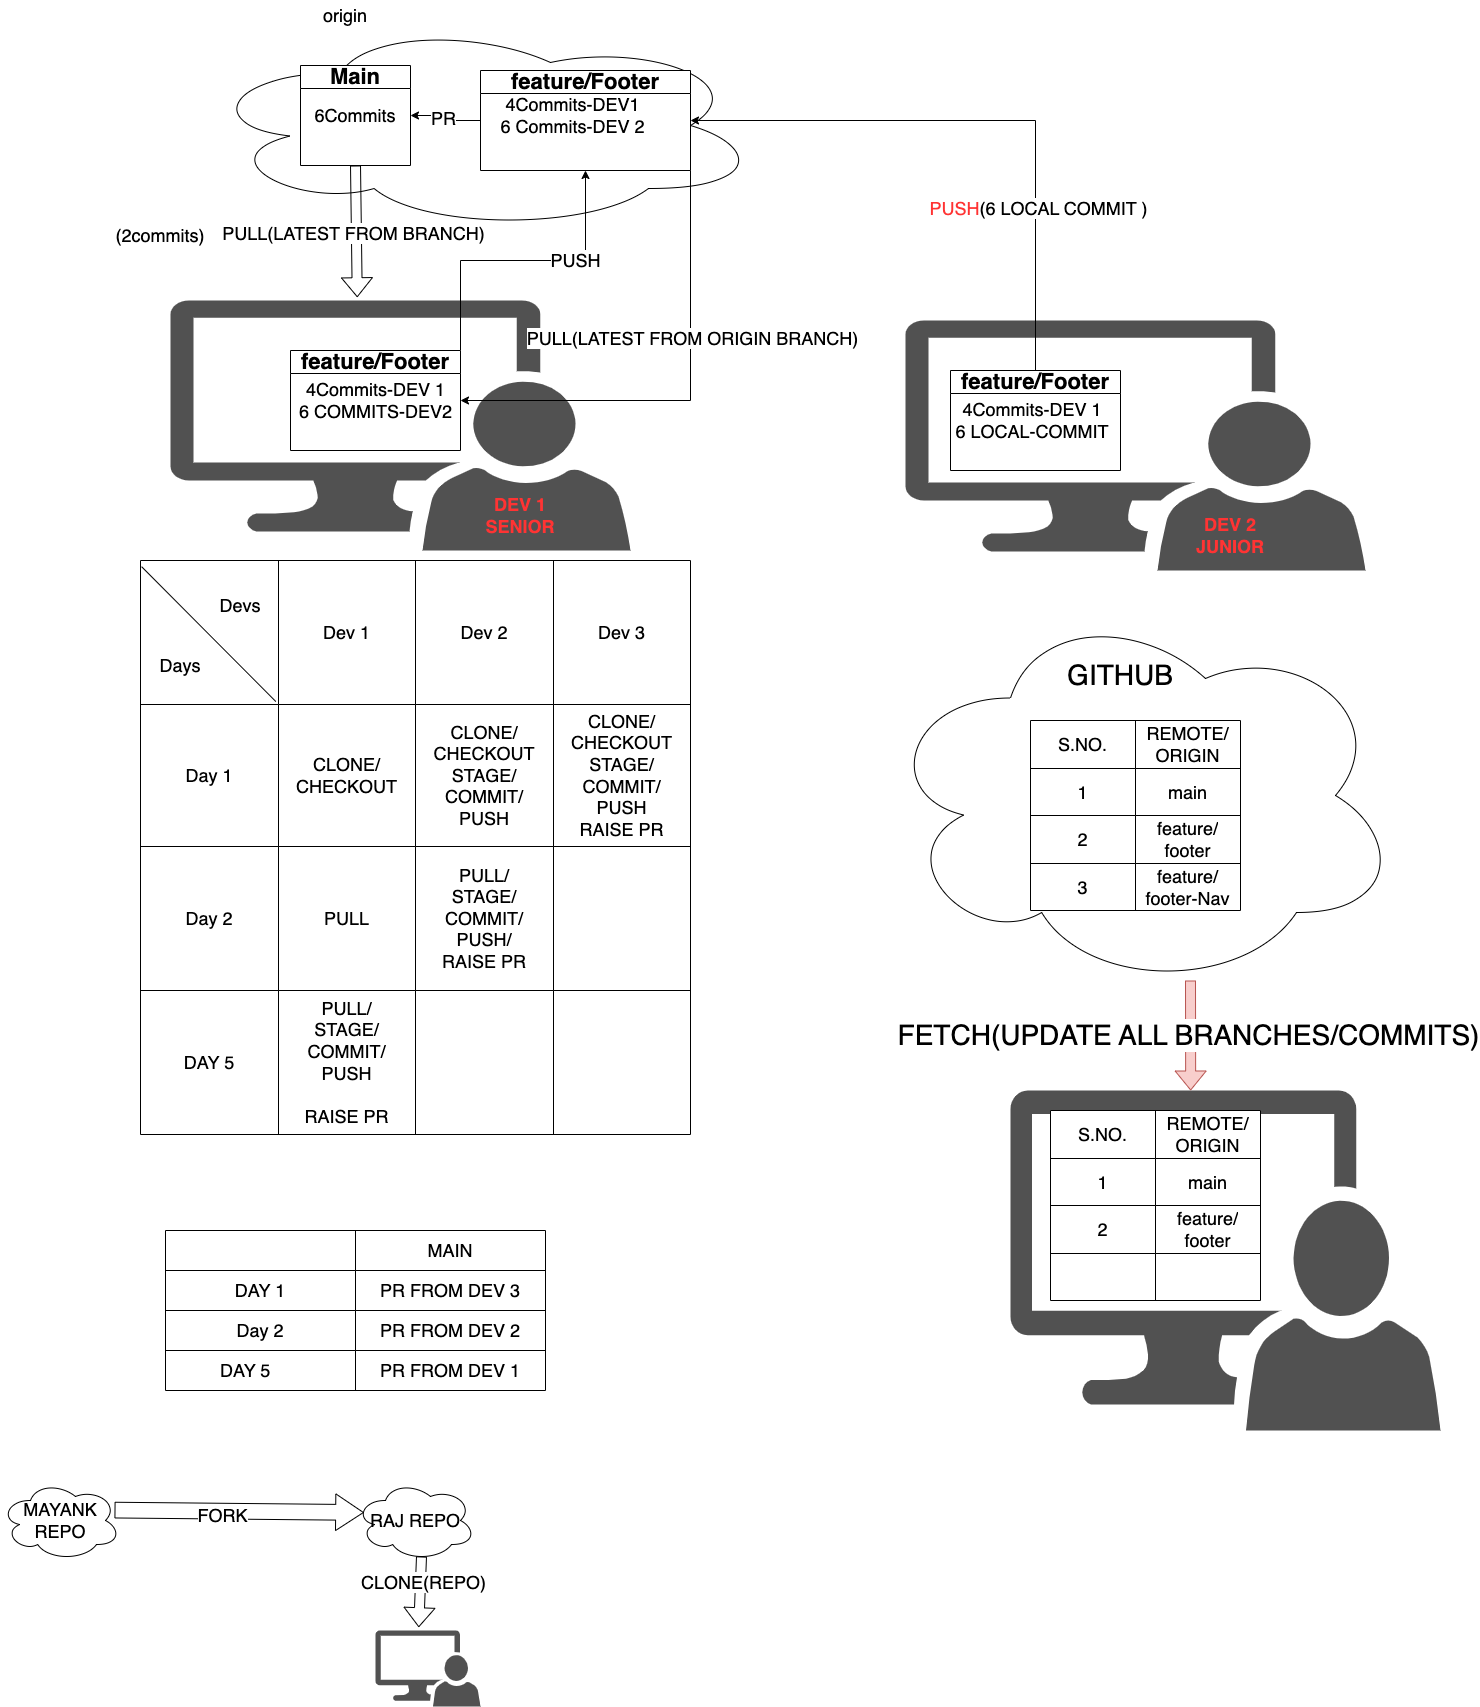 origin
Main
6Commits
PR
feature/Footer
4Commits-DEV1
6 Commits-DEV 2
(2commits)
PULL(LATEST FROM BRANCH)
PUSH
PUSH(6 LOCAL COMMIT )
PULL(LATEST FROM ORIGIN BRANCH)
feature/Footer
4Commits-DEV 1
6 COMMITS-DEV2
DEV 1
SENIOR
feature/Footer
4Commits-DEV 1
6 LOCAL-COMMIT
DEV 2
JUNIOR
Devs
Days
Dev 1
Dev 2
Dev 3
Day 1
CLONE/
CHECKOUT
CLONE/
CHECKOUT
STAGE/
COMMIT/
PUSH
CLONE/
CHECKOUT
STAGE/
COMMIT/
PUSH
RAISE PR
Day 2
PULL
PULL/
STAGE/
COMMIT/
PUSH/
RAISE PR
DAY 5
PULL/
STAGE/
COMMIT/
PUSH
RAISE PR
GITHUB
S.NO.
REMOTE/
ORIGIN
1
main
2
feature/
footer
3
feature/
footer-Nav
FETCH(UPDATE ALL BRANCHES/COMMITS)
S.NO.
REMOTE/
ORIGIN
1
main
2
feature/
footer
MAIN
DAY 1
PR FROM DEV 3
Day 2
PR FROM DEV 2
DAY 5
PR FROM DEV 1
MAYANK
REPO
FORK
RAJ REPO
CLONE(REPO)